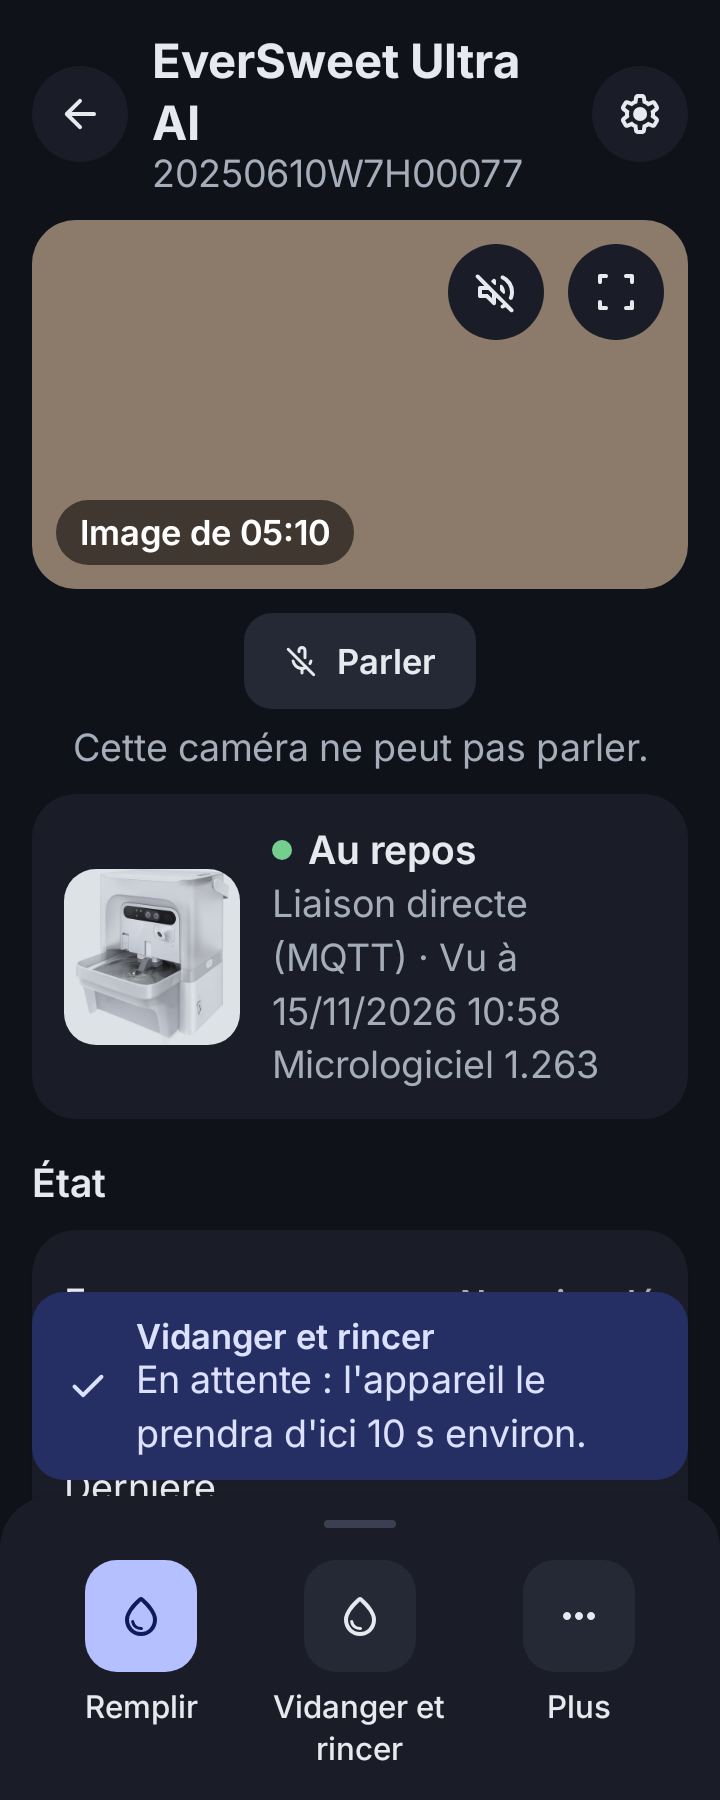 EverSweet Ultra
AI
20250610W7H00077
Image de 05:10
Parler
Cette caméra ne peut pas parler.
Au repos
Liaison directe
(MQTT) · Vu à
15/11/2026 10:58
Micrologiciel 1.263
État
Vidanger et rincer
En attente : l'appareil le
prendra d'ici 10 s environ.
Dernière
Remplir
Vidanger et
rincer
Plus